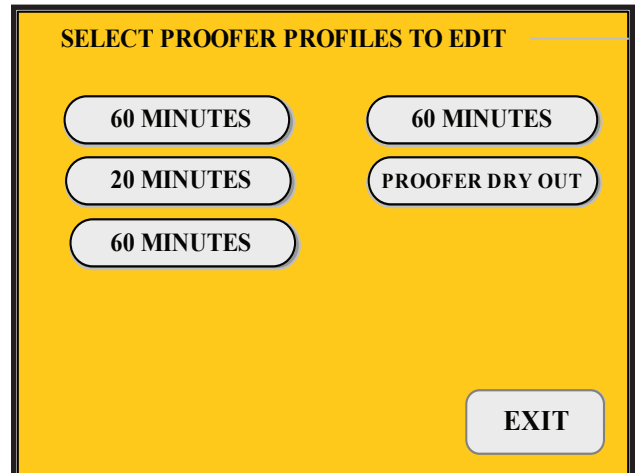 SELECT PROOFER PROFILES TO EDIT
60 MINUTES
60 MINUTES
20 MINUTES
PROOFER DRY OUT
60 MINUTES
EXIT